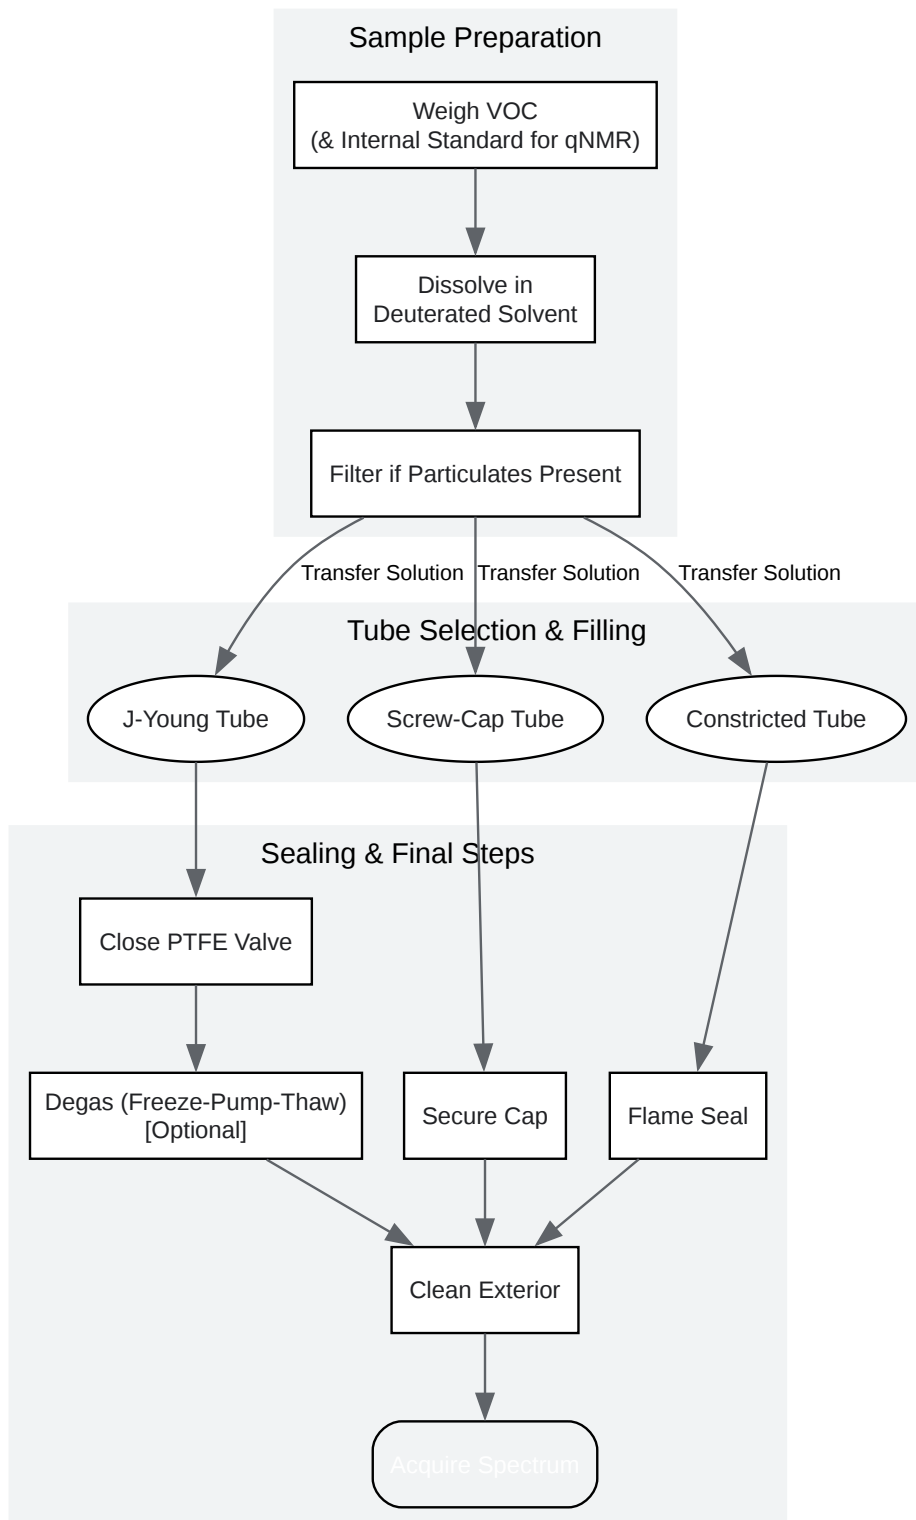 Sample Preparation
Weigh VOC
(& Internal Standard for qNMR)
Dissolve in
Deuterated Solvent
Filter if Particulates Present
Transfer Solution
Transfer Solution
Transfer Solution
Tube Selection & Filling
J-Young Tube
Screw-Cap Tube
Constricted Tube
Sealing & Final Steps
Close PTFE Valve
Degas (Freeze-Pump-Thaw)
[Optional]
Secure Cap
Flame Seal
Clean Exterior
Acquire Spectrum